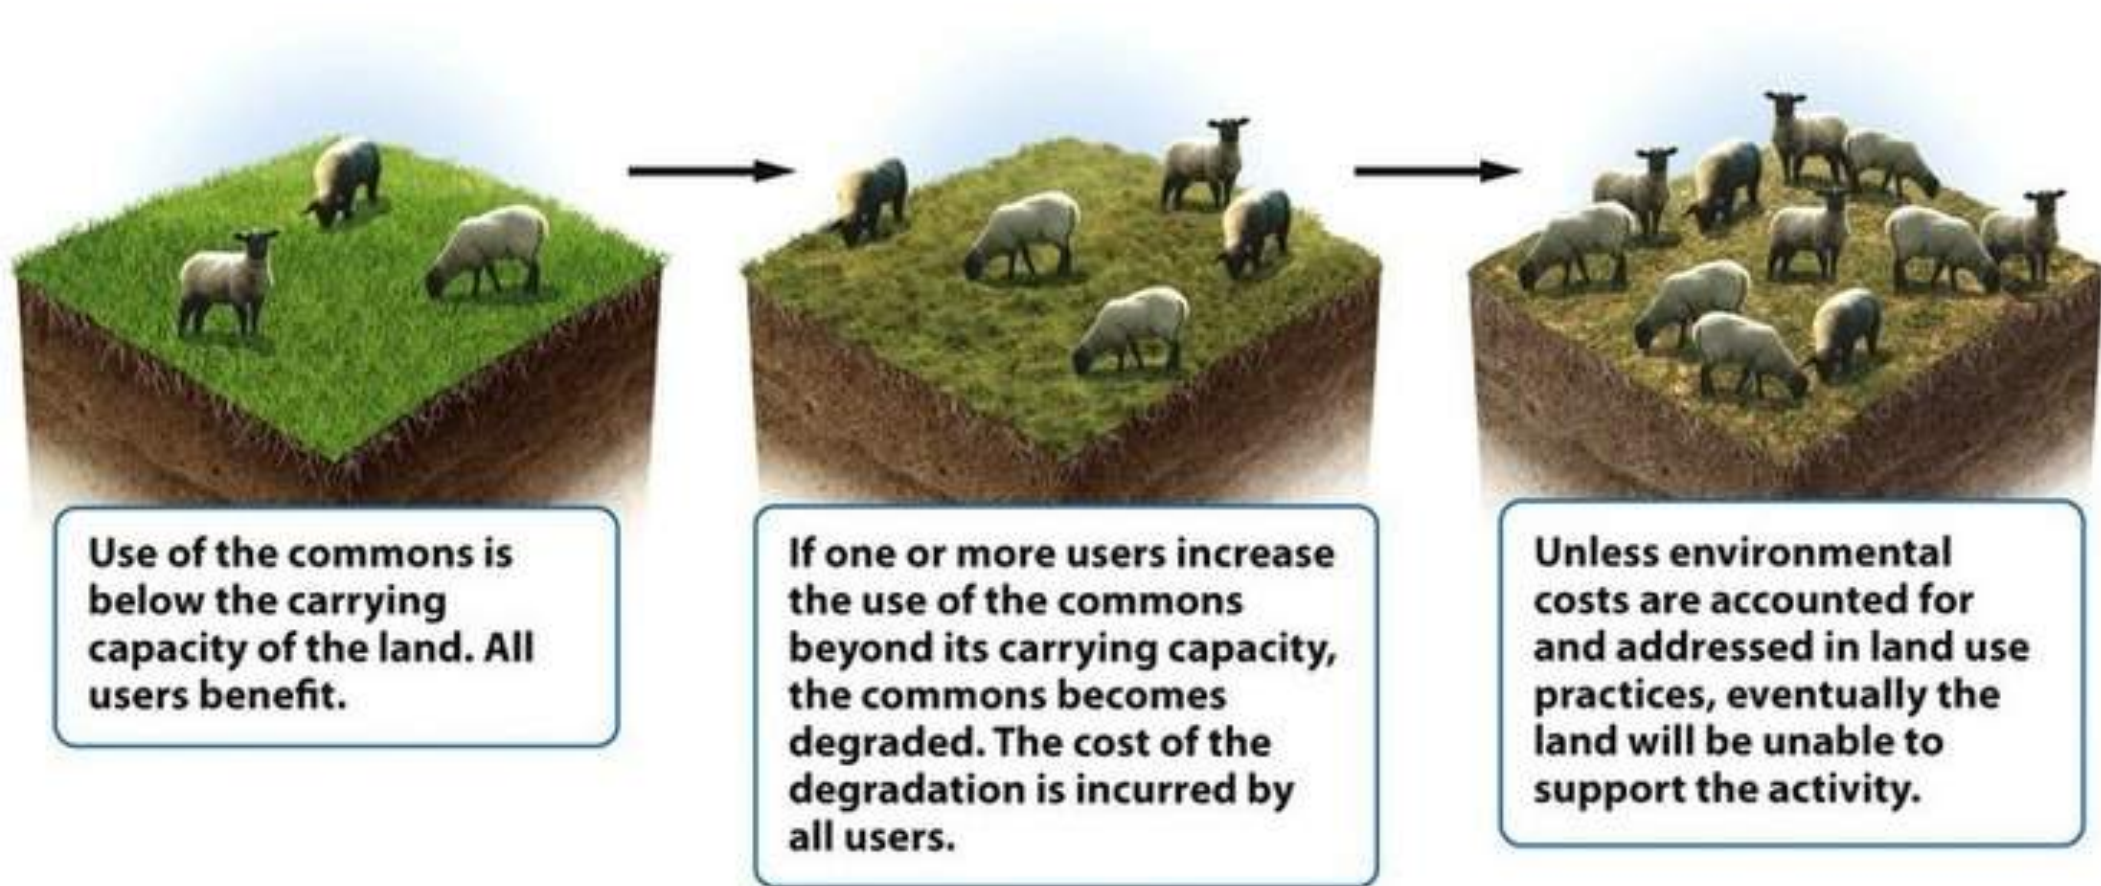 Use of the commons is
below the carrying
capacity of the land. All
users benefit.
If one or more users increase
the use of the commons
beyond its carrying capacity,
the commons becomes
degraded. The cost of the
degradation is incurred by
all users.
Unless environmental
costs are accounted for
and addressed in land use
practices, eventually the
land will be unable to
support the activity.